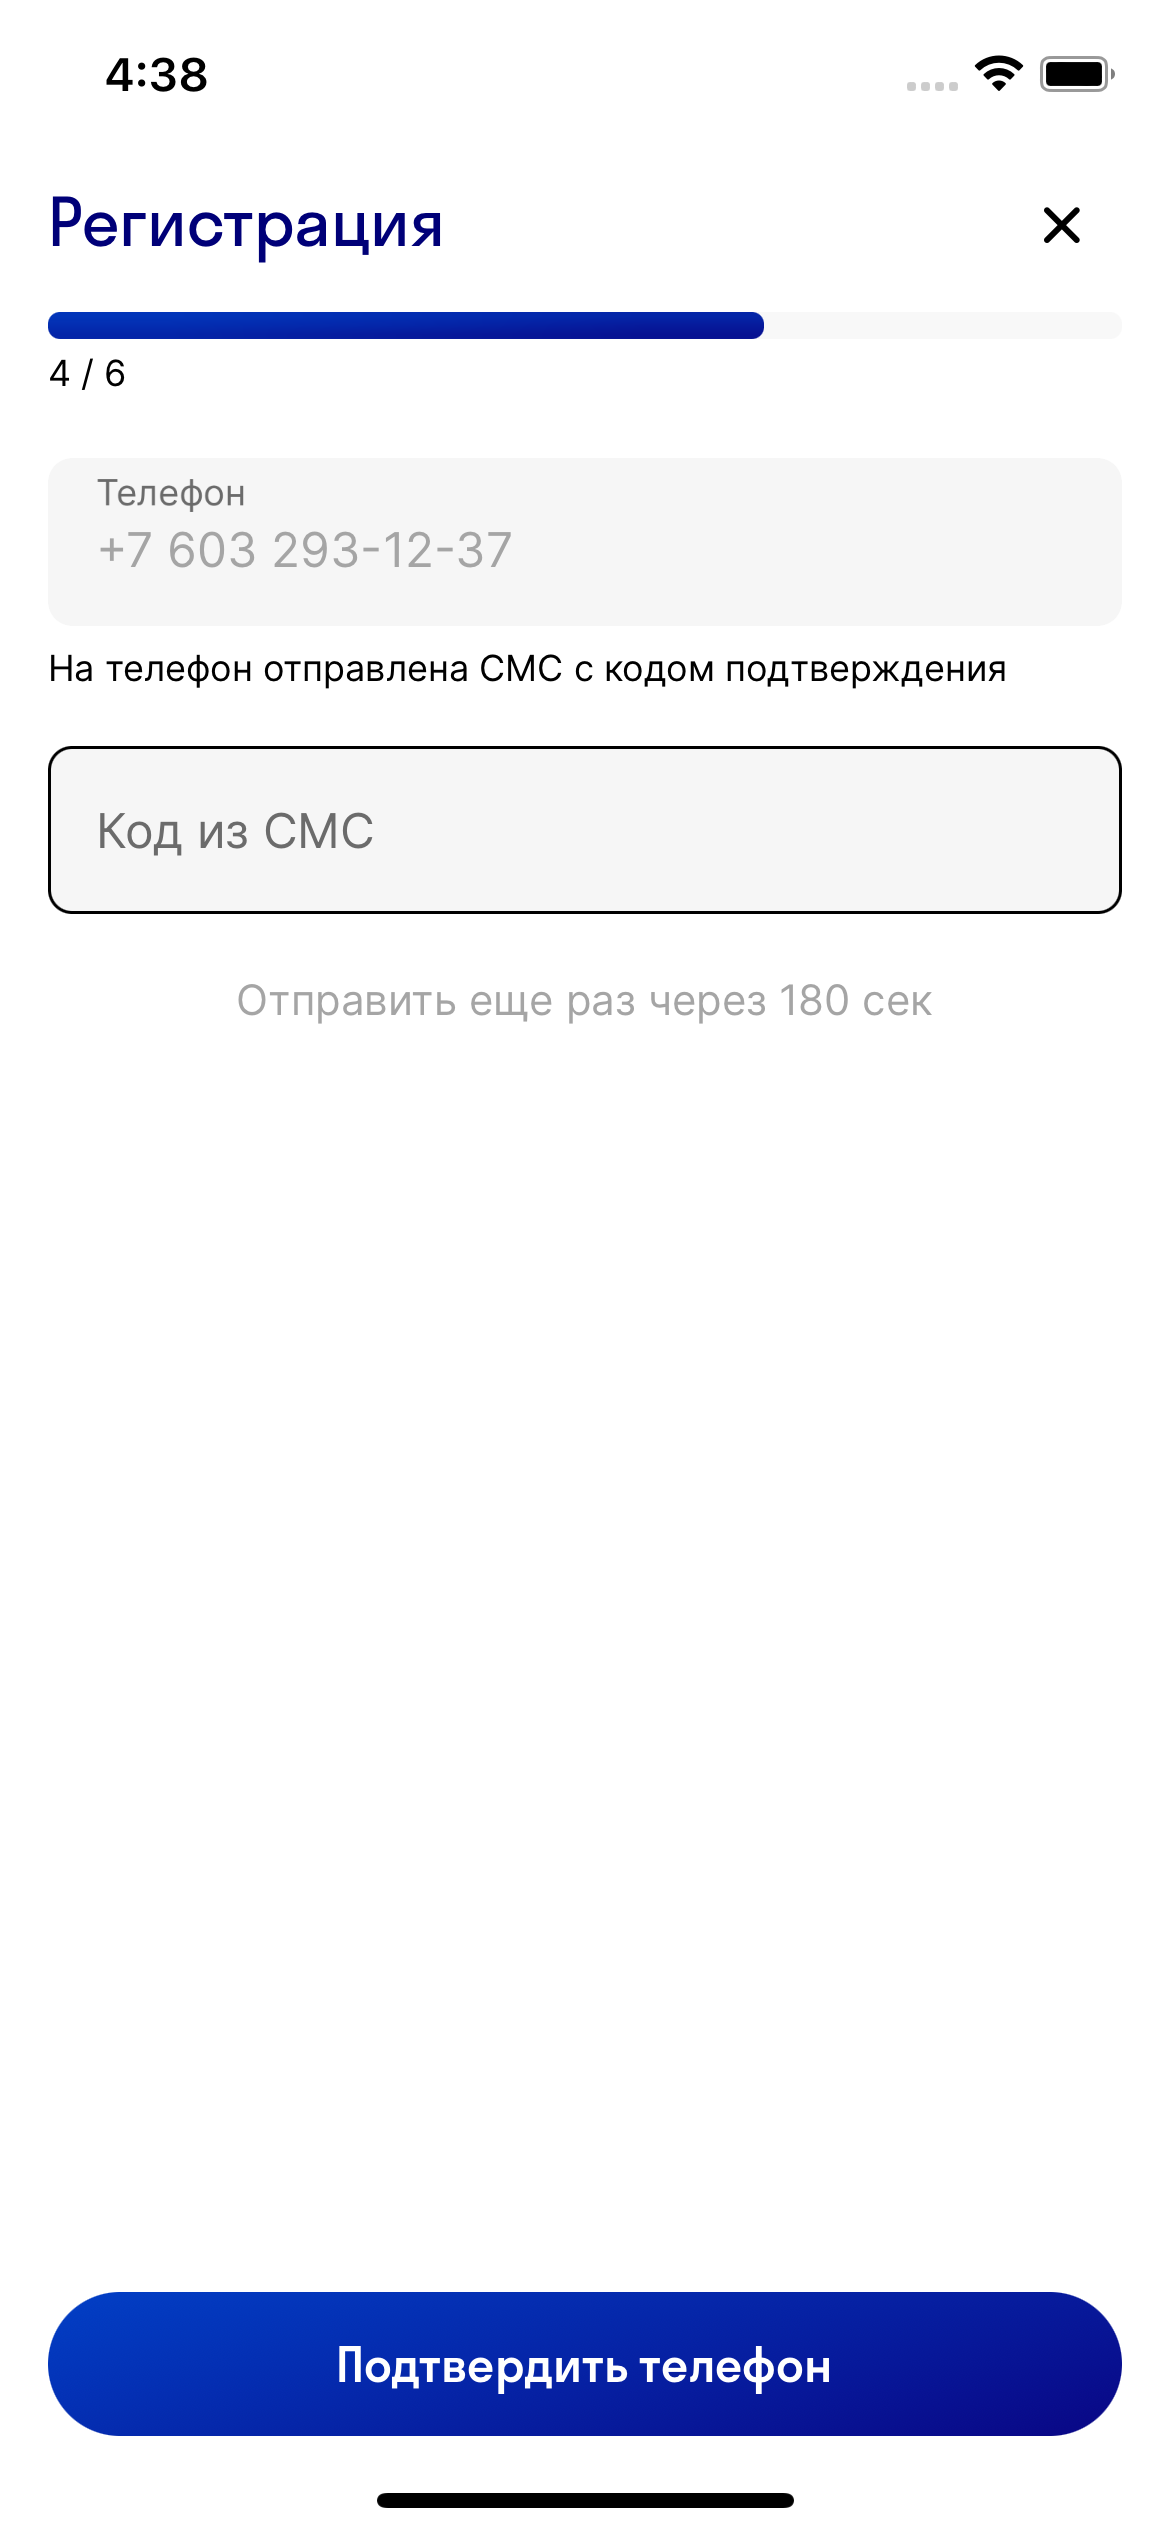 4:38
Регистрация
4 / 6
Телефон
+7 603 293-12-37
На телефон отправлена СМС с кодом подтверждения
Код из СМС
Отправить еще раз через 180 сек
Подтвердить телефон